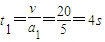 t₁ = v/a₁ = 20/5 = 4s